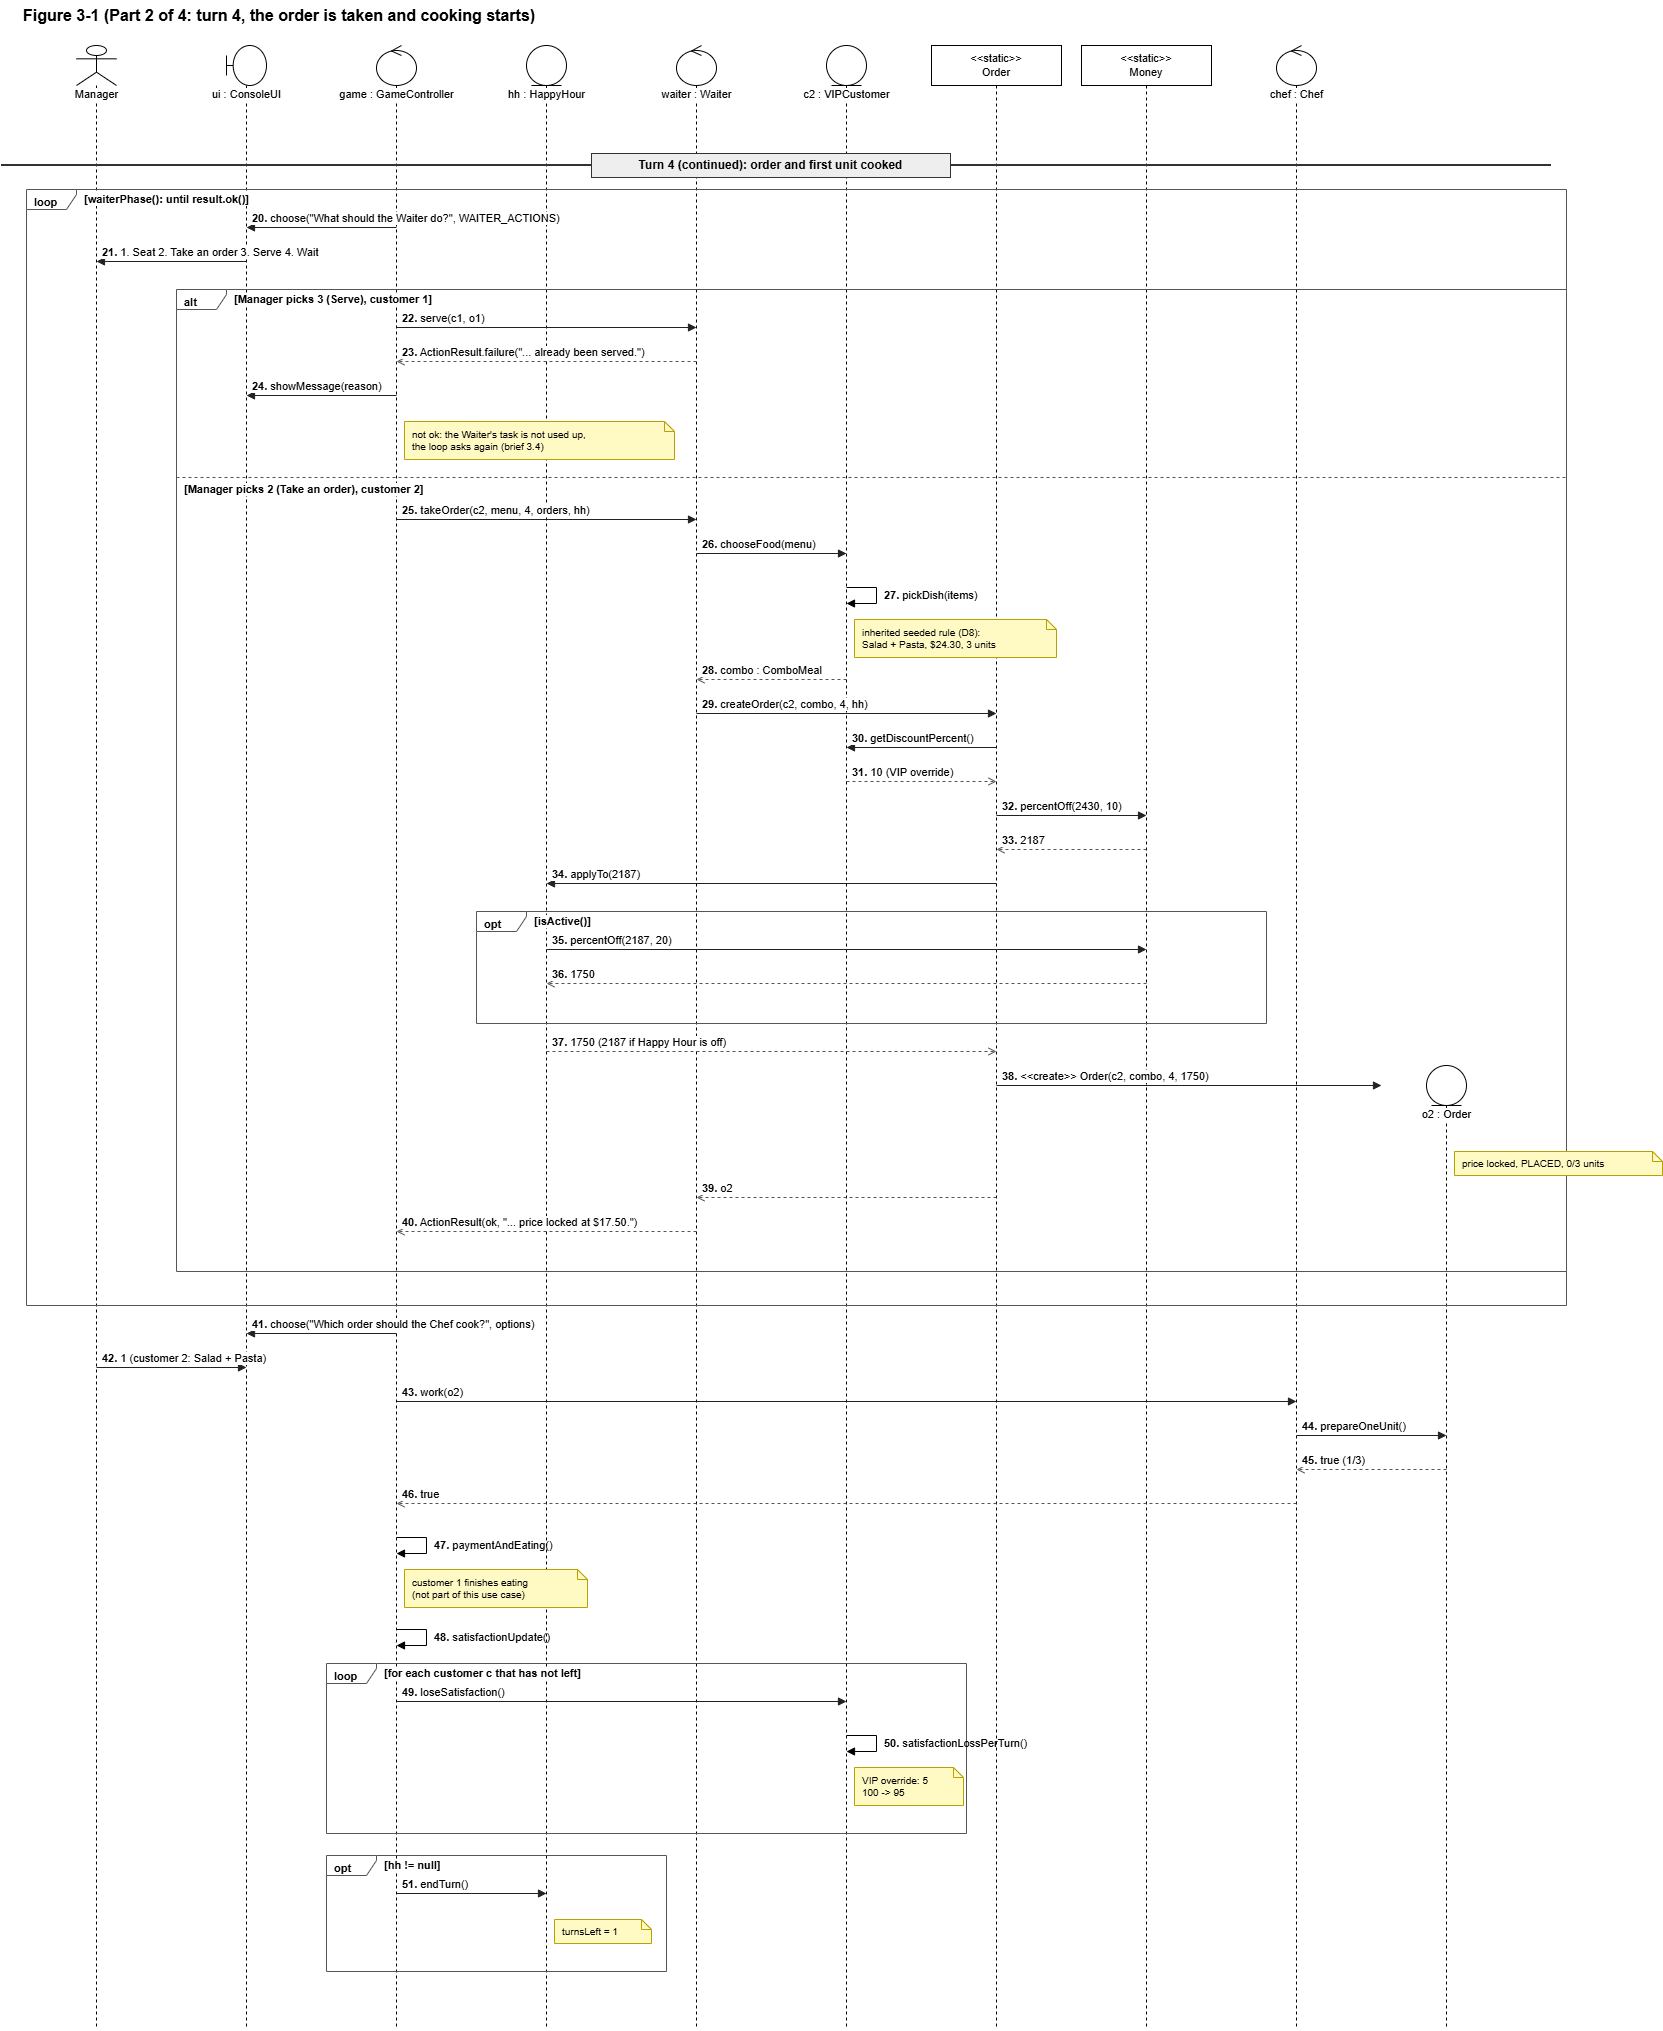 Figure 3-1 (Part 2 of 4: turn 4, the order is taken and cooking starts)
Manager
ui : ConsoleUI
game : GameController
hh : HappyHour
waiter : Waiter
c2 : VIPCustomer
<<static>>
Order
<<static>>
Money
chef : Chef
Turn 4 (continued): order and first unit cooked
loop
[waiterPhase(): until result.ok()]
20. choose("What should the Waiter do?", WAITER_ACTIONS)
21. 1. Seat 2. Take an order 3. Serve 4. Wait
alt
[Manager picks 3 (Serve), customer 1]
22. serve(c1, o1)
23. ActionResult.failure("... already been served.")
24. showMessage(reason)
not ok: the Waiter's task is not used up,
the loop asks again (brief 3.4)
[Manager picks 2 (Take an order), customer 2]
25. takeOrder(c2, menu, 4, orders, hh)
26. chooseFood(menu)
27. pickDish(items)
inherited seeded rule (D8):
Salad + Pasta, $24.30, 3 units
28. combo : ComboMeal
29. createOrder(c2, combo, 4, hh)
30. getDiscountPercent()
31. 10 (VIP override)
32. percentOff(2430, 10)
33. 2187
34. applyTo(2187)
opt
[isActive()]
35. percentOff(2187, 20)
36. 1750
37. 1750 (2187 if Happy Hour is off)
38. <<create>> Order(c2, combo, 4, 1750)
o2 : Order
price locked, PLACED, 0/3 units
39. o2
40. ActionResult(ok, "... price locked at $17.50.")
41. choose("Which order should the Chef cook?", options)
42. 1 (customer 2: Salad + Pasta)
43. work(o2)
44. prepareOneUnit()
45. true (1/3)
46. true
47. paymentAndEating()
customer 1 finishes eating
(not part of this use case)
48. satisfactionUpdate()
loop
[for each customer c that has not left]
49. loseSatisfaction()
50. satisfactionLossPerTurn()
VIP override: 5
100 -> 95
opt
[hh != null]
51. endTurn()
turnsLeft = 1